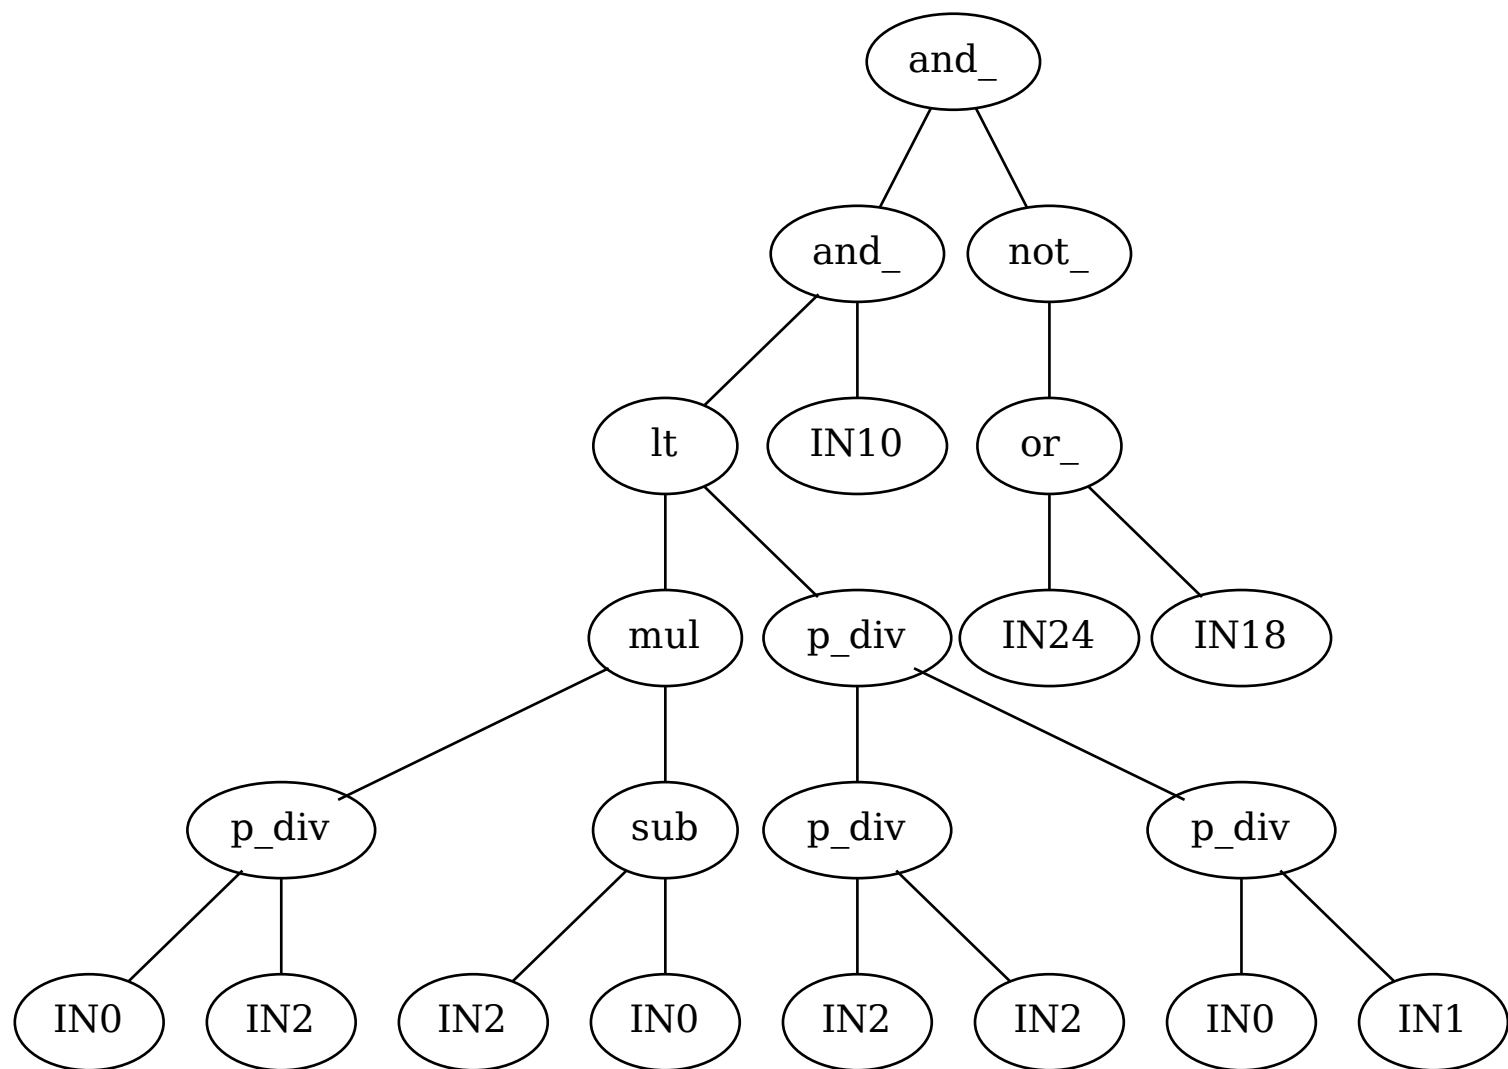 and_
and_ not_
lt IN10 or_
mul p_div IN24 IN18
p_div sub p_div p_div
IN0 IN2 IN2 IN0 IN2 IN2 IN0 IN1